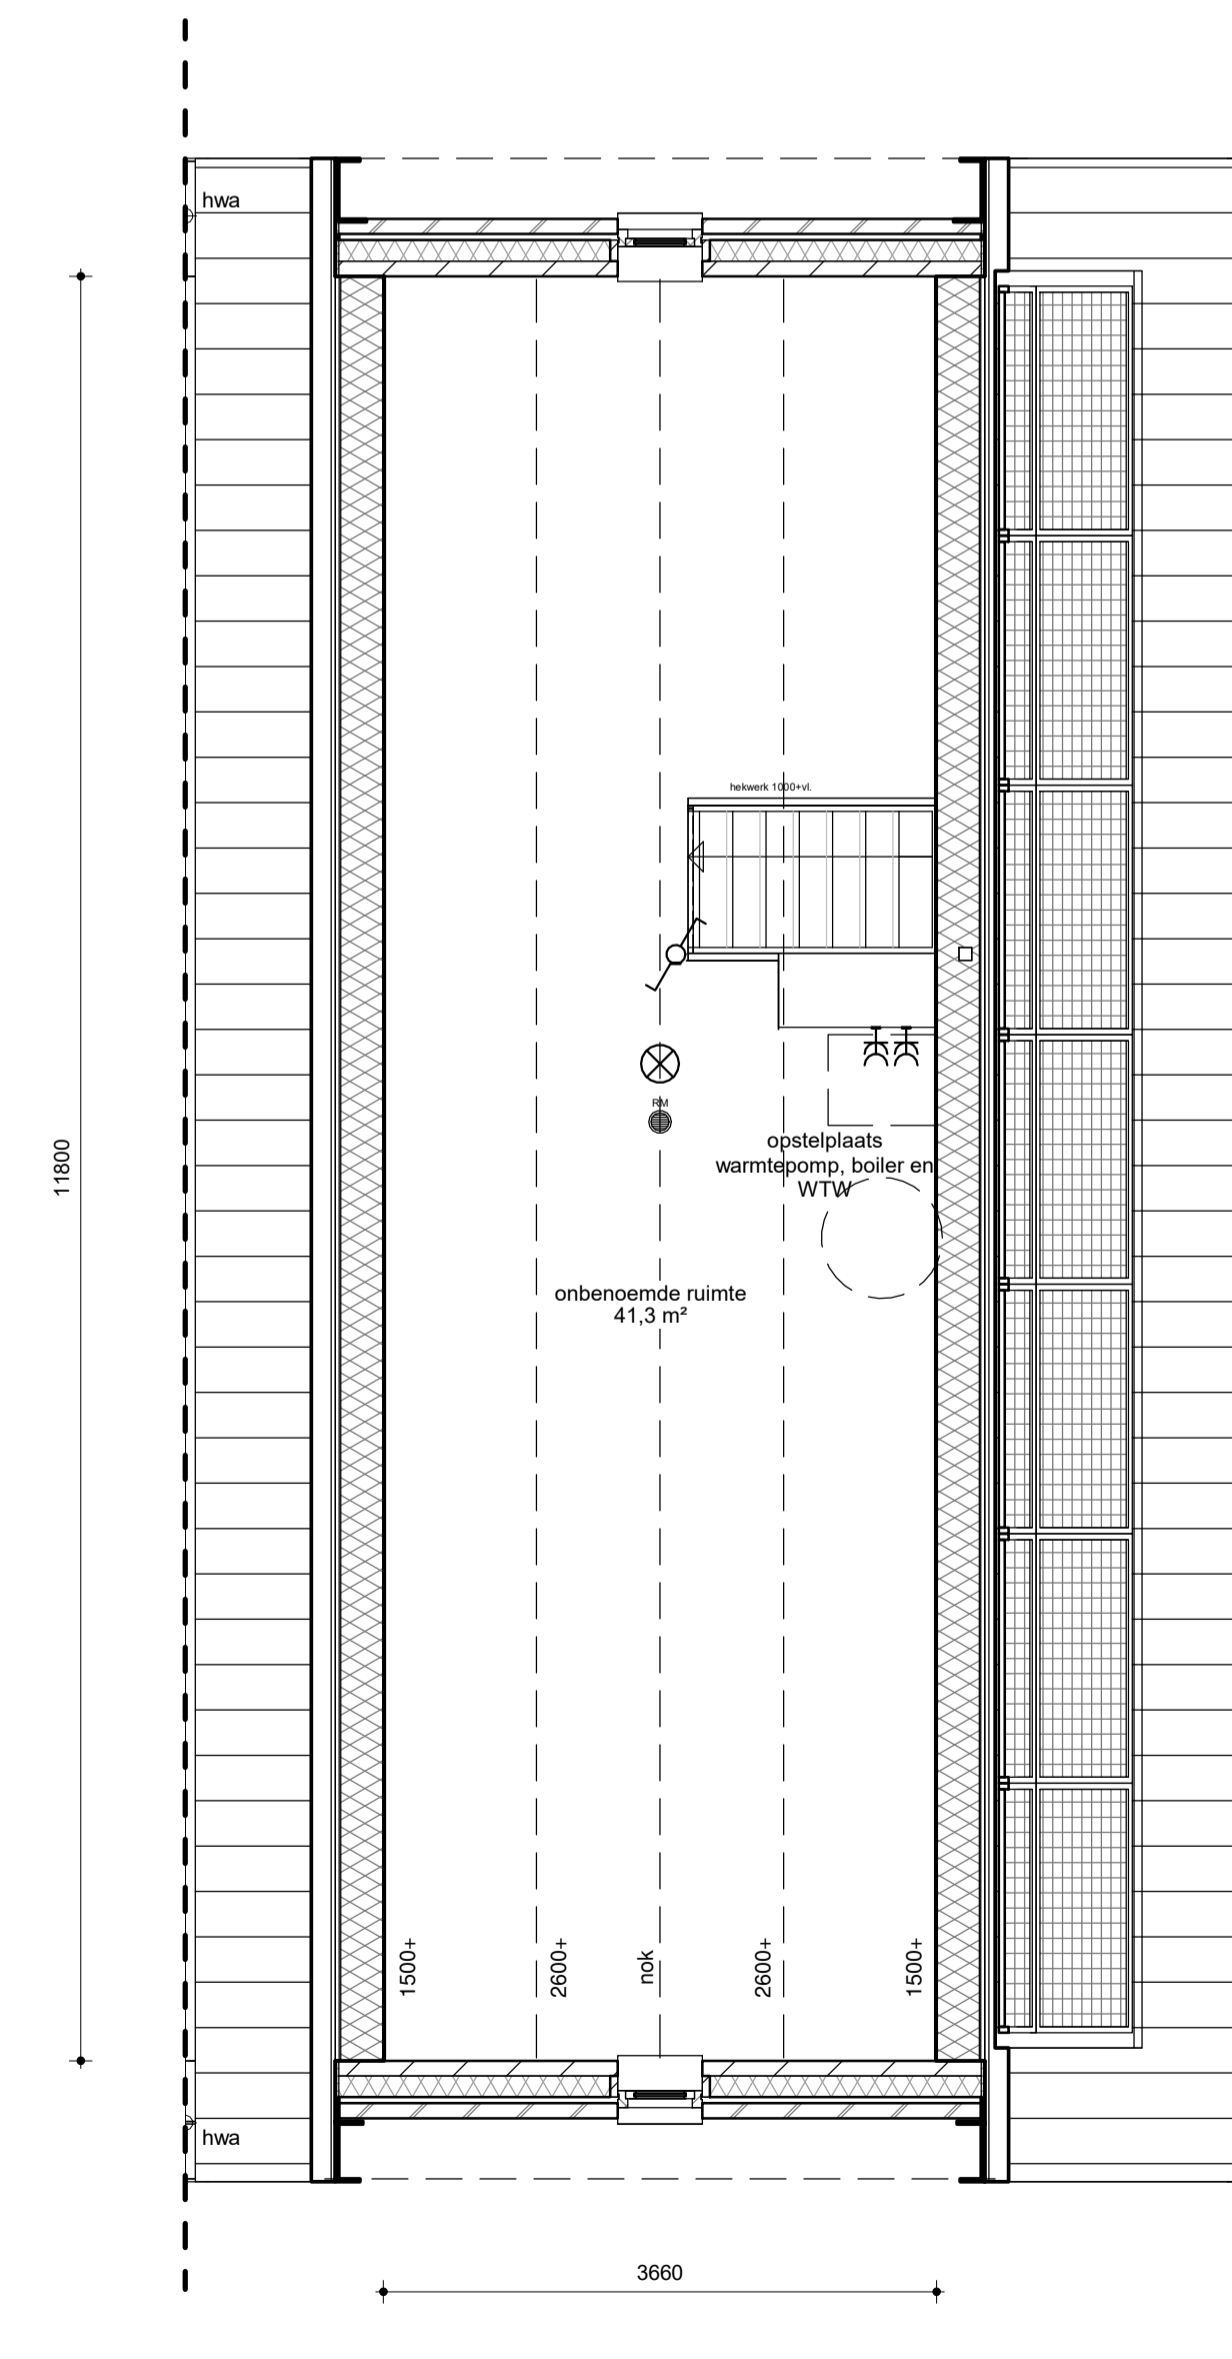 hwa
hekwerk 1000+vl.
RM
opstelplaats
warmtepomp, boiler en
WTW
11800
onbenoemde ruimte
41,3 m²
1500+
2600+
nok
2600+
1500+
hwa
3660